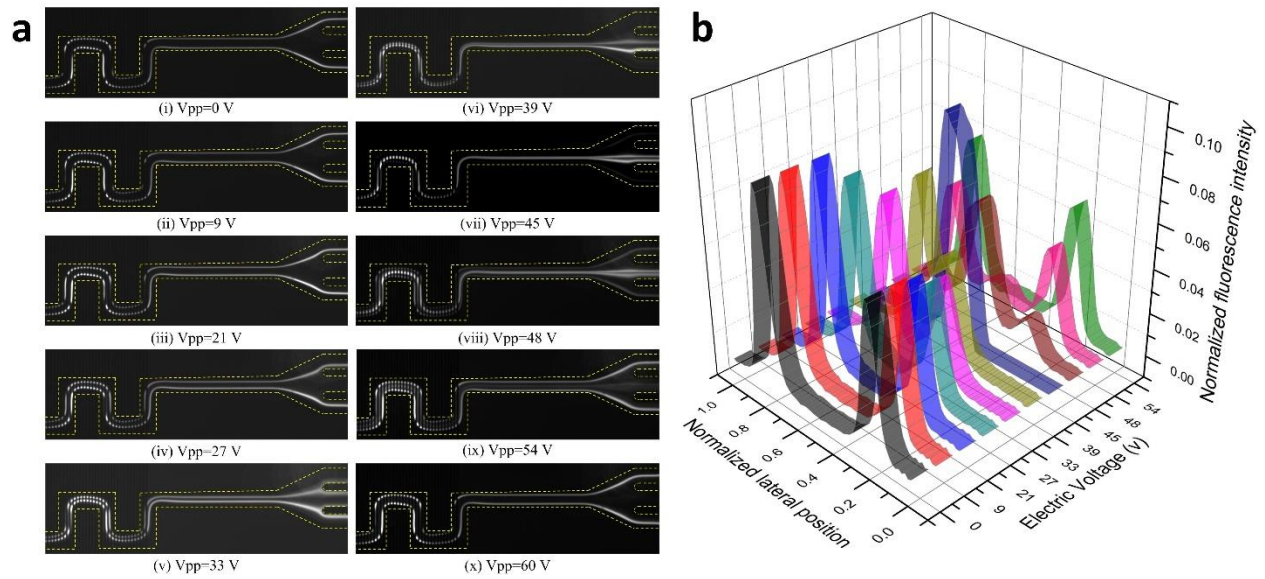 a
(i) Vpp=0 V
(ii) Vpp=9 V
(iii) Vpp=21 V
(iv) Vpp=27 V
(v) Vpp=33 V
(vi) Vpp=39 V
(vii) Vpp=45 V
(viii) Vpp=48 V
(ix) Vpp=54 V
(x) Vpp=60 V
b
0.10
0.08
0.06
0.04
0.02
0.00
Normalized fluorescence intensity
1.0
0.8
0.6
0.4
0.2
0.0
Normalized lateral position
0
9
21
27
33
39
45
48
54
Electric Voltage (v)